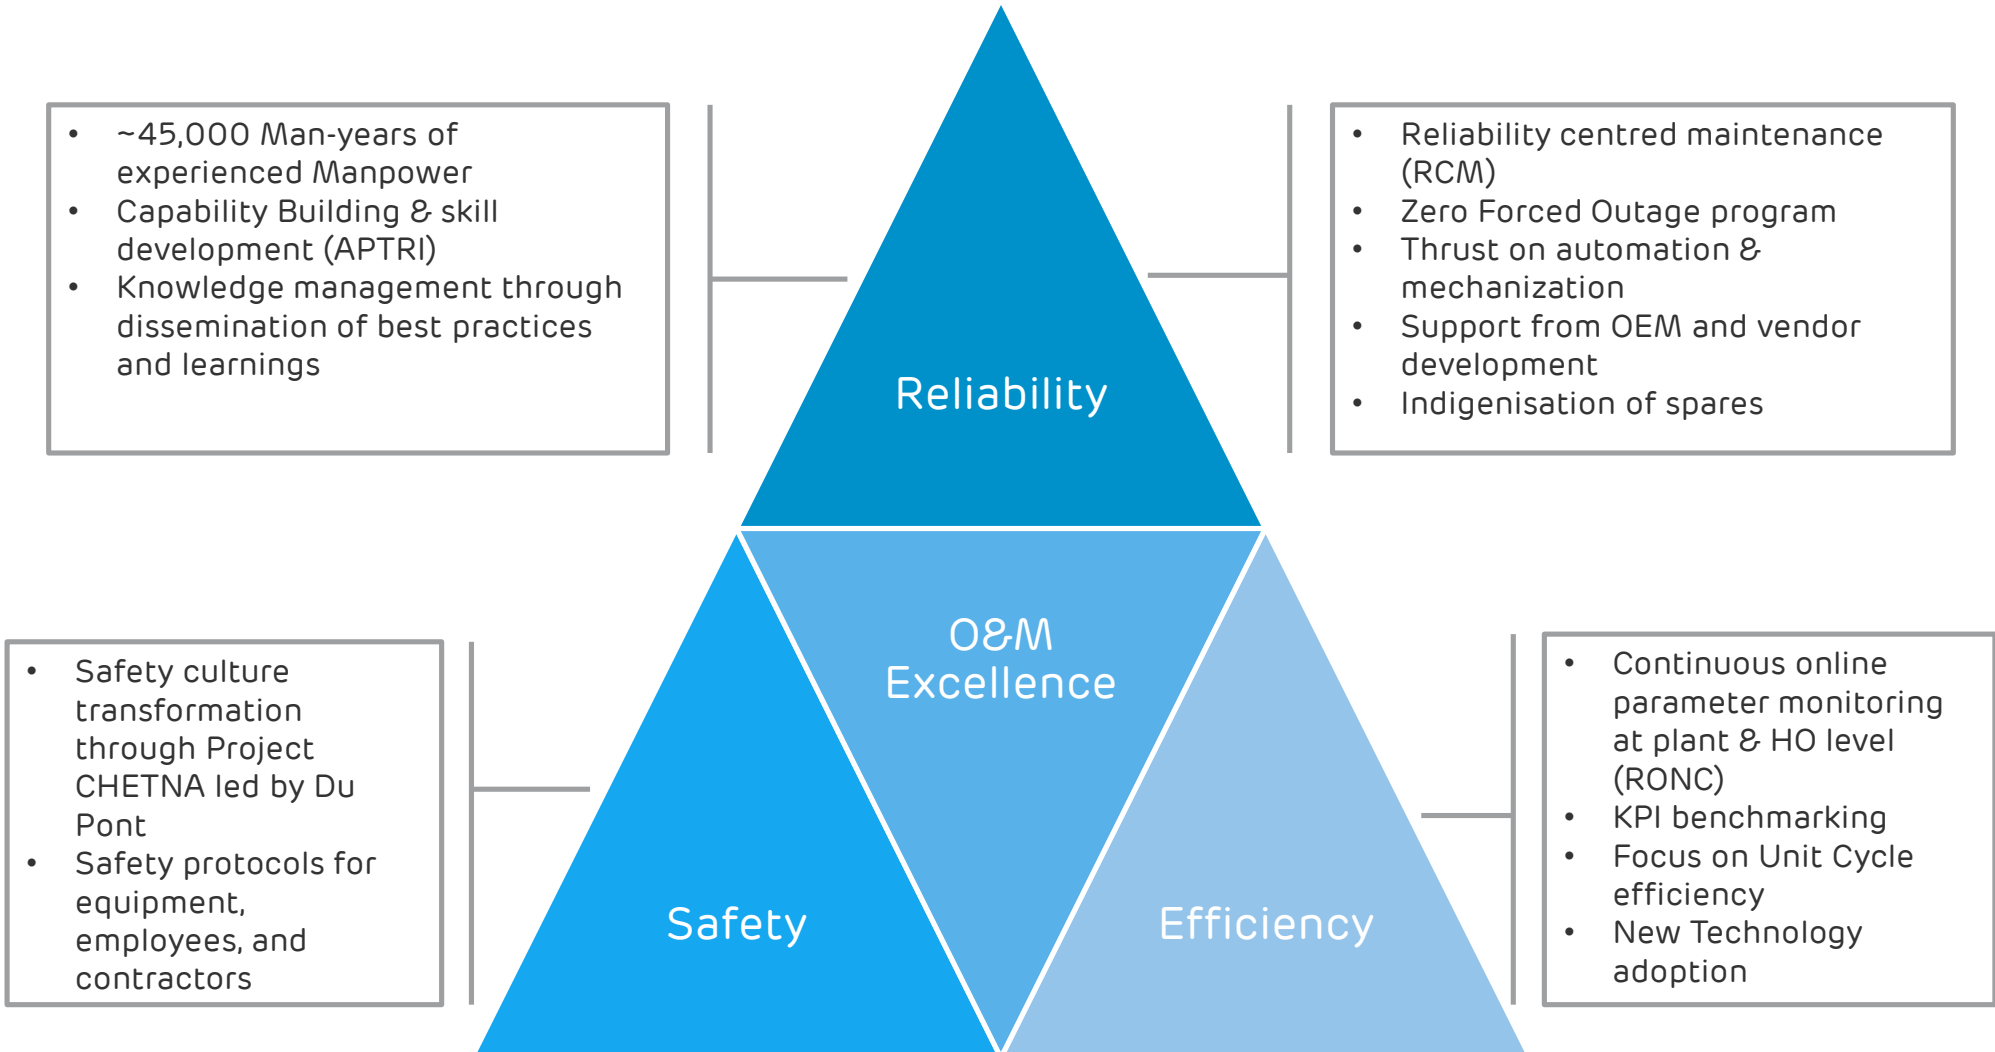 • ~45,000 Man-years of
experienced Manpower
• Capability Building & skill
development (APTRI)
• Knowledge management through
dissemination of best practices
and learnings
• Reliability centred maintenance
(RCM)
• Zero Forced Outage program
• Thrust on automation &
mechanization
• Support from OEM and vendor
development
• Indigenisation of spares
Reliability
O&M
Excellence
• Safety culture
transformation
through Project
CHETNA led by Du
Pont
• Safety protocols for
equipment,
employees, and
contractors
Safety
Efficiency
• Continuous online
parameter monitoring
at plant & HO level
(RONC)
• KPI benchmarking
• Focus on Unit Cycle
efficiency
• New Technology
adoption